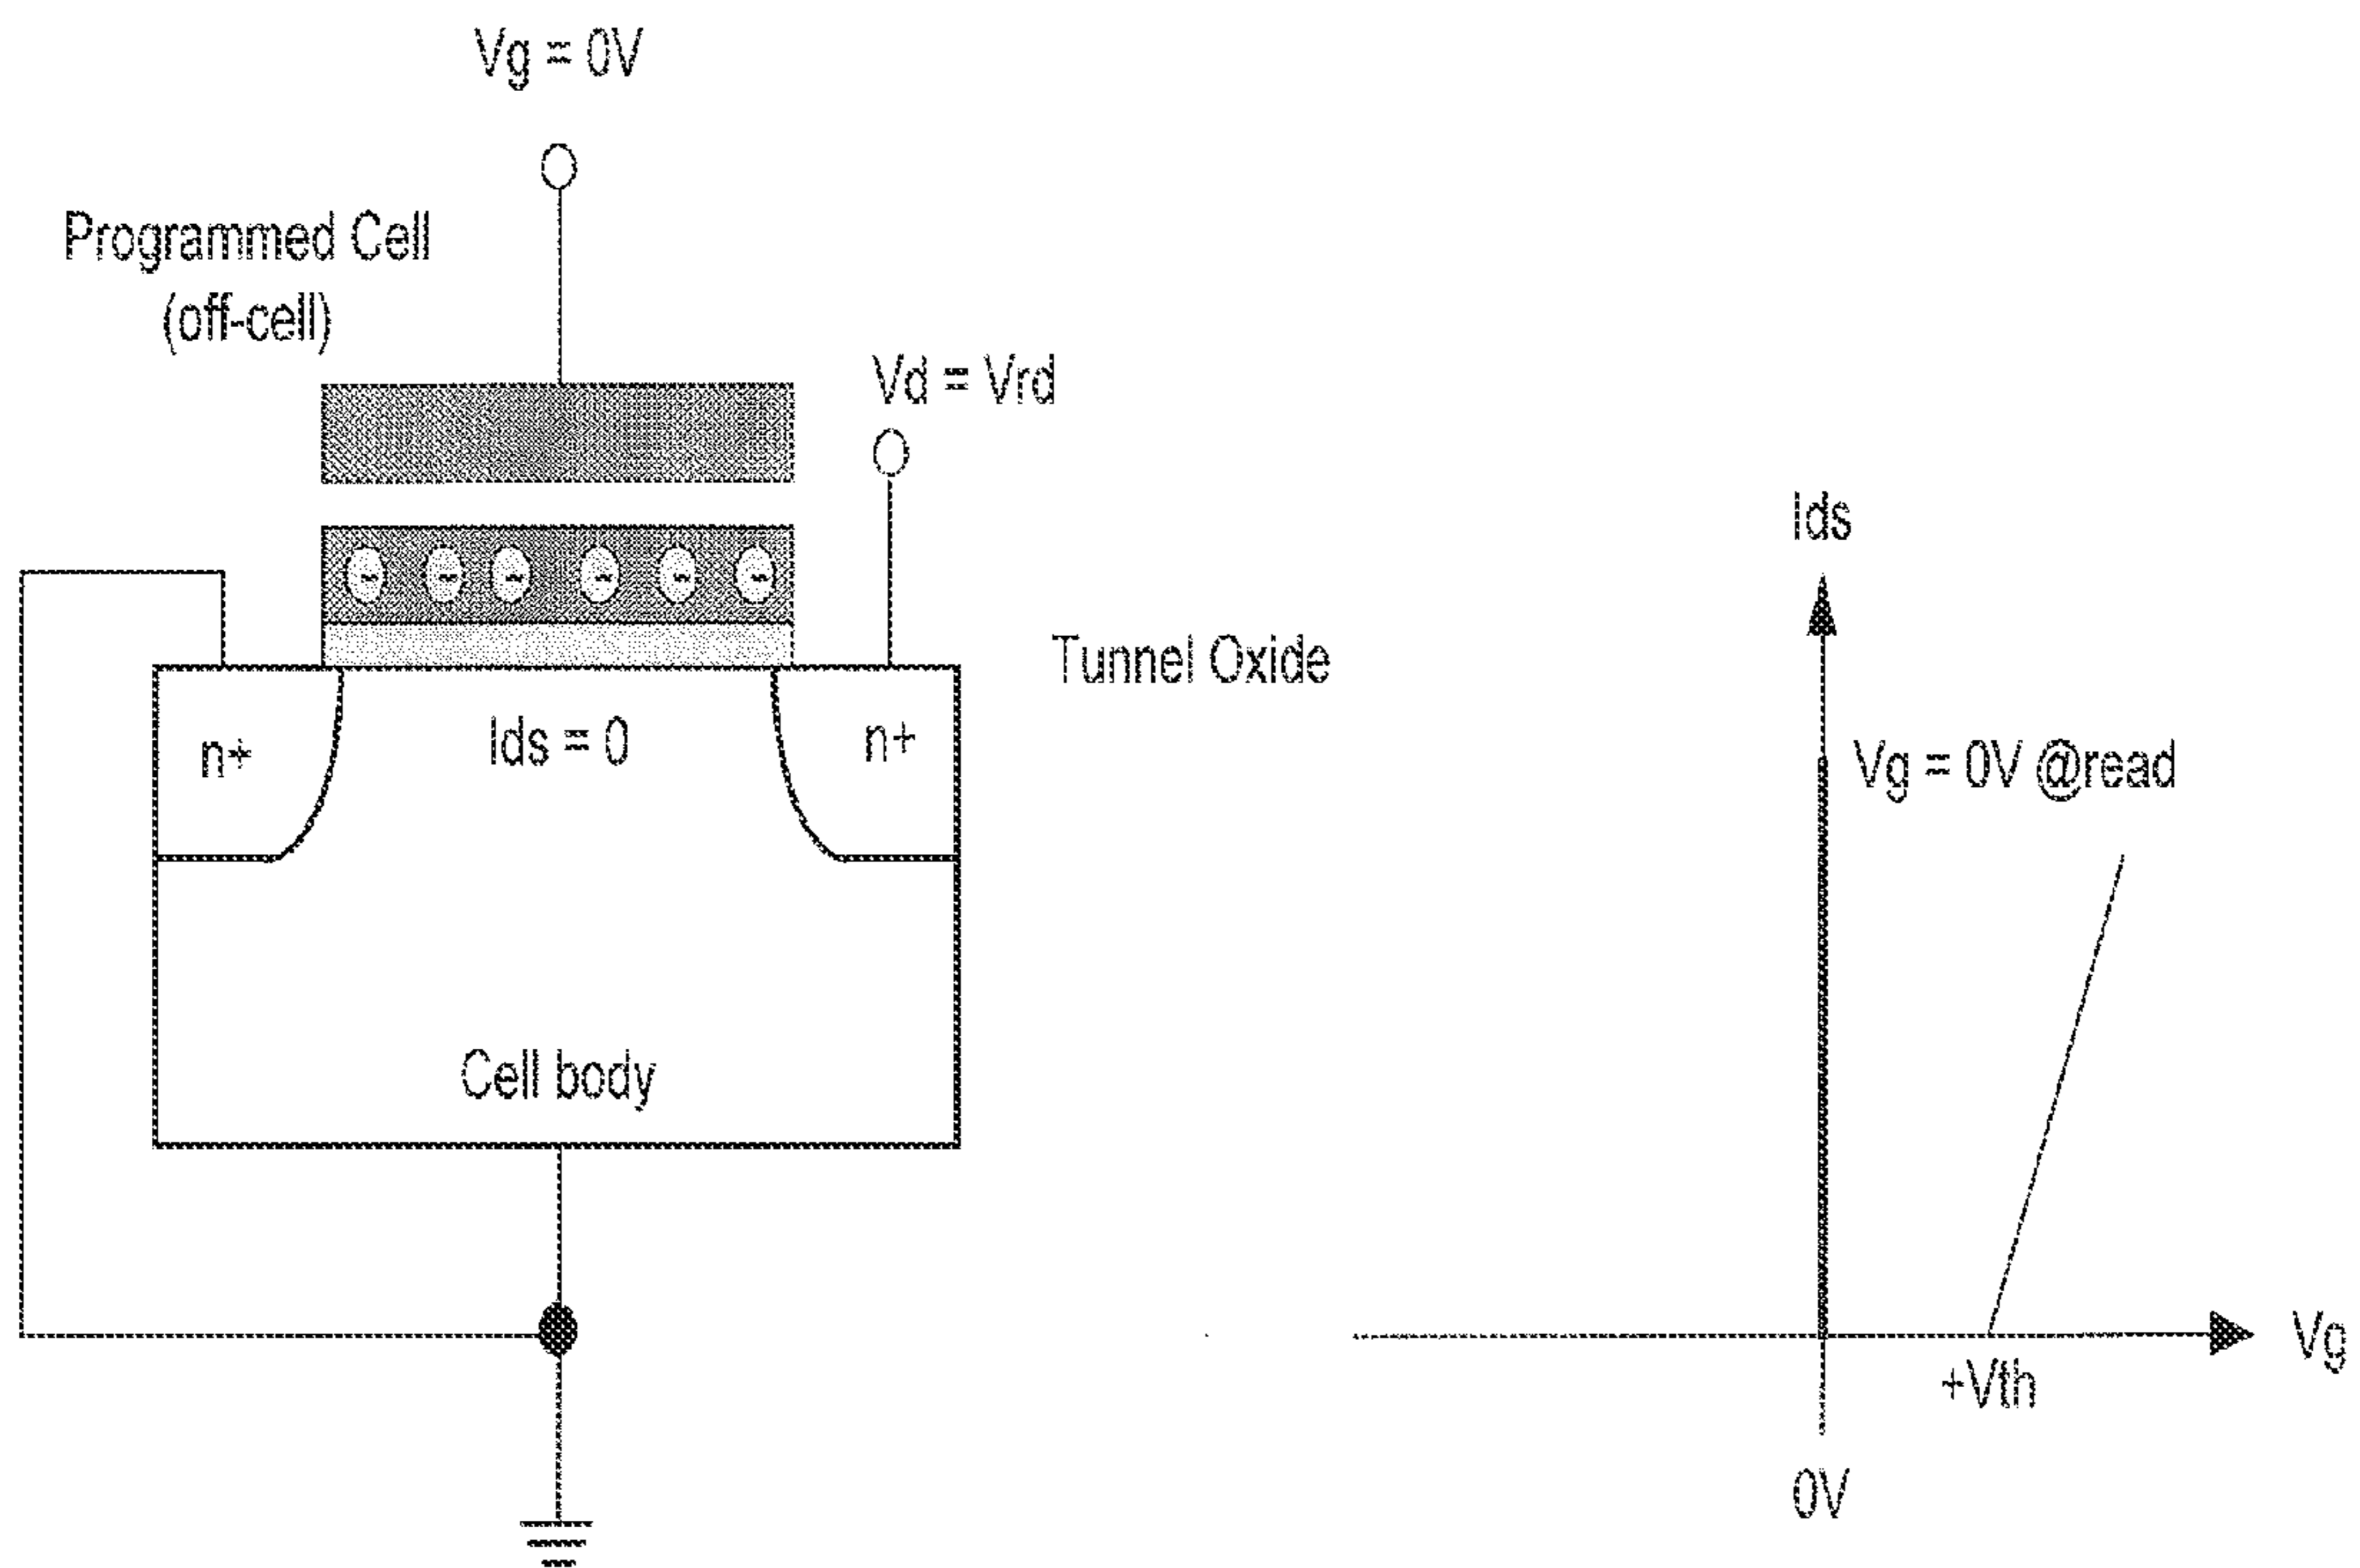 Vg = 0V
Programmed Cell
(off-cell)
Vd = Vrd
- - - - - -
Tunnel Oxide
n+
Ids = 0
n+
Cell body
Ids
Vg = 0V @read
Vg
+Vth
0V